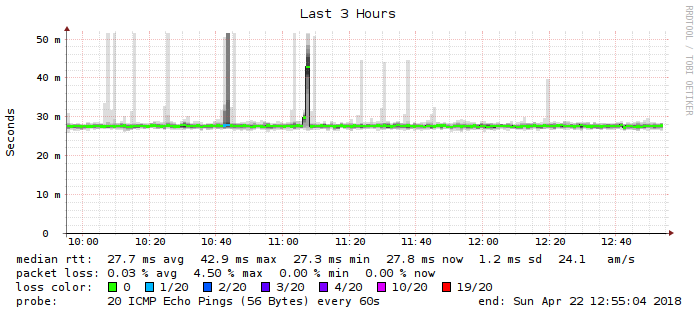 Last 3 Hours
RRDTOOL / TOBI OETIKER
Seconds
50 m
40 m
30 m
20 m
10 m
0
10:00 10:20 10:40 11:00 11:20 11:40 12:00 12:20 12:40
median rtt: 27.7 ms avg 42.9 ms max 27.3 ms min 27.8 ms now 1.2 ms sd 24.1 am/s
packet loss: 0.03 % avg 4.50 % max 0.00 % min 0.00 % now
loss color: 0 1/20 2/20 3/20 4/20 10/20 19/20
probe: 20 ICMP Echo Pings (56 Bytes) every 60s end: Sun Apr 22 12:55:04 2018